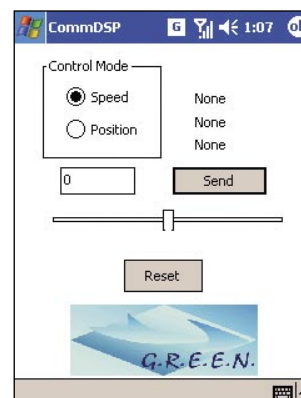 CommDSP G 1:07 ok
Control Mode
Speed
Position
None
None
None
0
Send
Reset
G.R.E.E.N.